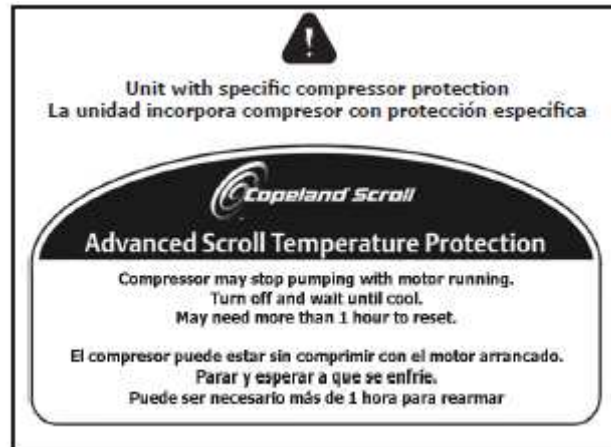 Unit with specific compressor protection
La unidad incorpora compresor con protección específica
Copeland Scroll
Advanced Scroll Temperature Protection
Compressor may stop pumping with motor running.
Turn off and wait until cool.
May need more than 1 hour to reset.
El compresor puede estar sin comprimir con el motor arrancado.
Parar y esperar a que se enfríe.
Puede ser necesario más de 1 hora para rearmar